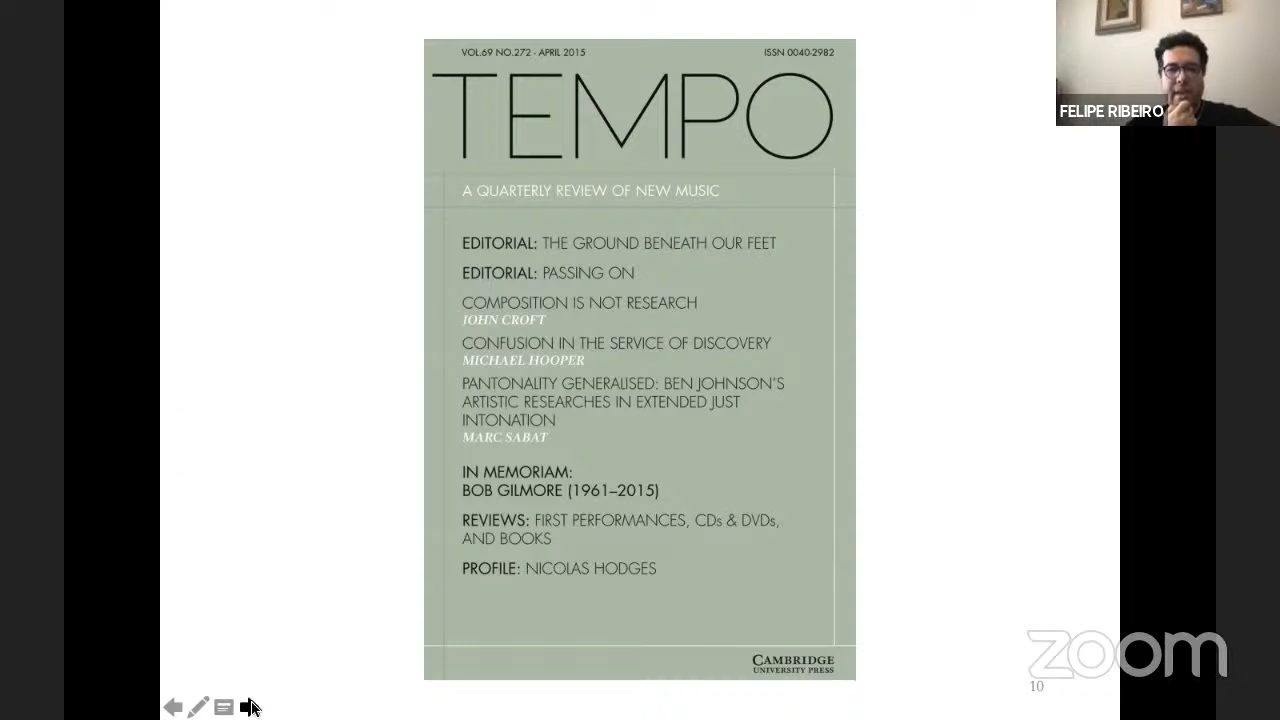 VOL.69 NO.272 - APRIL 2015
ISSN 0040-2982
TEMPO
A QUARTERLY REVIEW OF NEW MUSIC
EDITORIAL: THE GROUND BENEATH OUR FEET
EDITORIAL: PASSING ON
COMPOSITION IS NOT RESEARCH
JOHN CROFT
CONFUSION IN THE SERVICE OF DISCOVERY
MICHAEL HOOPER
PANTONALITY GENERALISED: BEN JOHNSON'S
ARTISTIC RESEARCHES IN EXTENDED JUST
INTONATION
MARC SABAT
IN MEMORIAM:
BOB GILMORE (1961–2015)
REVIEWS: FIRST PERFORMANCES, CDs & DVDs,
AND BOOKS
PROFILE: NICOLAS HODGES
CAMBRIDGE
UNIVERSITY PRESS
FELIPE RIBEIRO
zoom
10